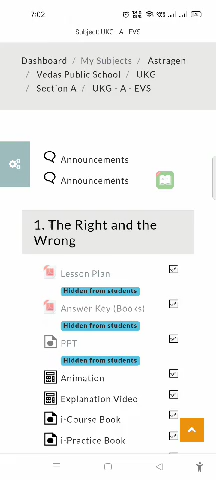 7:02
Subject: UKG - A - EVS
Dashboard / My Subjects / Astragen
/ Vedas Public School / UKG
/ Section A / UKG - A - EVS
Announcements
Announcements
1. The Right and the
Wrong
Lesson Plan
Hidden from students
Answer Key (Books)
Hidden from students
PPT
Hidden from students
Animation
Explanation Video
i-Course Book
i-Practice Book